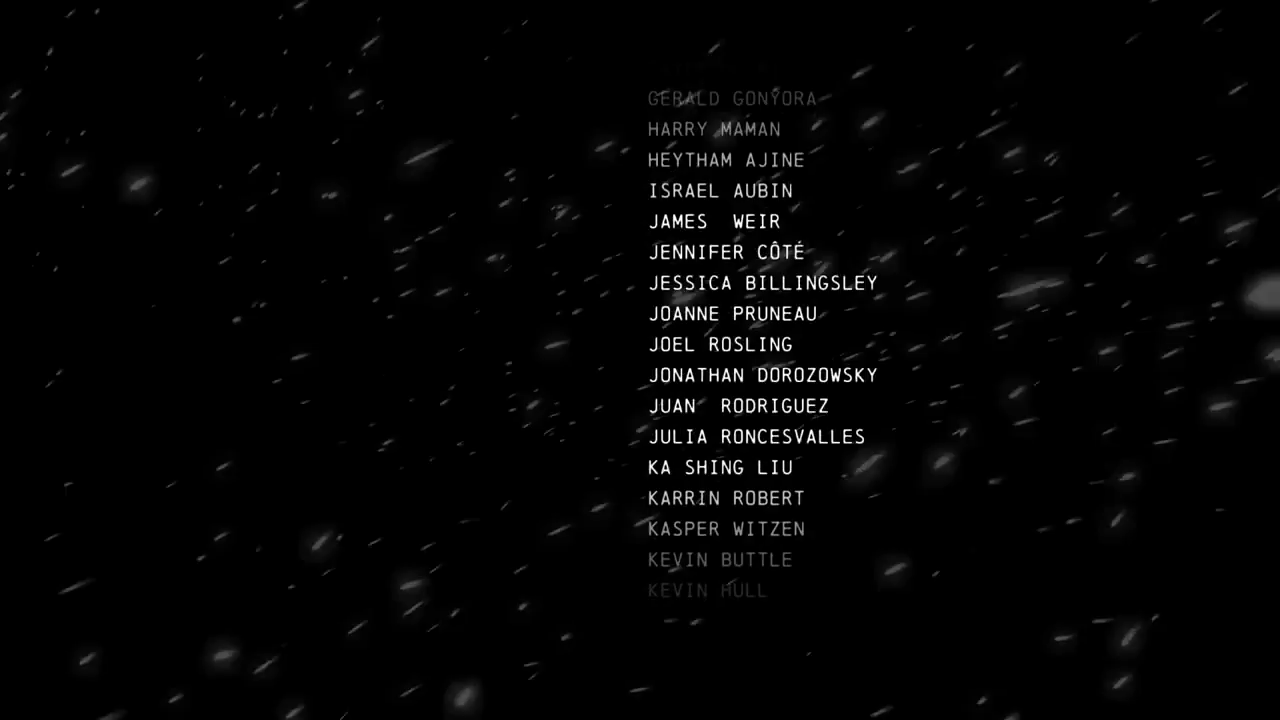 GERALD GONYORA
HARRY MAMAN
HEYTHAM AJINE
ISRAEL AUBIN
JAMES  WEIR
JENNIFER CÔTÉ
JESSICA BILLINGSLEY
JOANNE PRUNEAU
JOEL ROSLING
JONATHAN DOROZOWSKY
JUAN  RODRIGUEZ
JULIA RONCESVALLES
KA SHING LIU
KARRIN ROBERT
KASPER WITZEN
KEVIN BUTTLE
KEVIN HULL